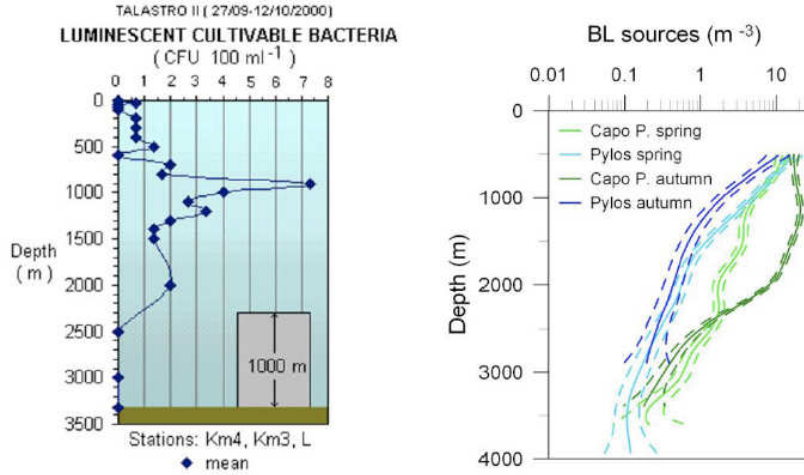 TALASTRO II ( 27/09-12/10/2000)
LUMINESCENT CULTIVABLE BACTERIA
( CFU 100 ml -1 )
0 1 2 3 4 5 6 7 8
0
500
1000
1500
2000
2500
3000
3500
Depth
( m )
1000 m
Stations: Km4, Km3, L
mean
BL sources (m -3)
0.01 0.1 1 10
0
1000
2000
3000
4000
Depth (m)
Capo P. spring
Pylos spring
Capo P. autumn
Pylos autumn